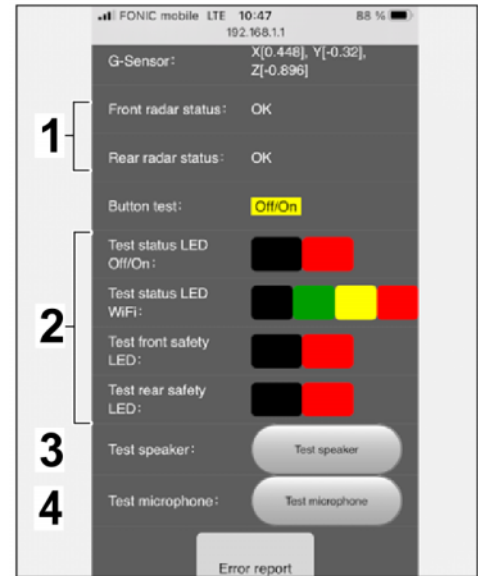 FONIC mobile LTE 10:47 88 %
192.168.1.1
G-Sensor: X[0.448], Y[-0.32],
Z[-0.896]
1
Front radar status: OK
Rear radar status: OK
Button test: Off/On
2
Test status LED
Off/On:
Test status LED
WiFi:
Test front safety
LED:
Test rear safety
LED:
3
Test speaker: Test speaker
4
Test microphone: Test microphone
Error report